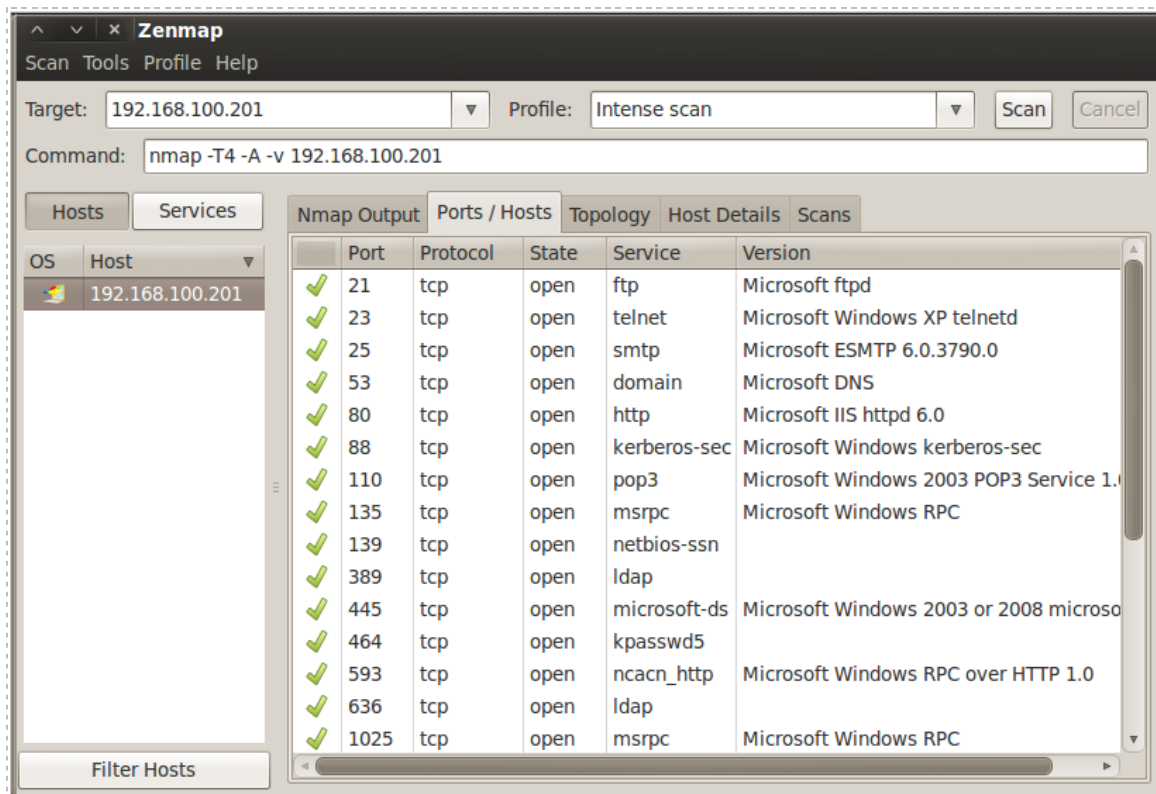 Zenmap
Scan Tools Profile Help
Target: 192.168.100.201 Profile: Intense scan Scan Cancel
Command: nmap -T4 -A -v 192.168.100.201
Hosts Services
OS Host
192.168.100.201
Filter Hosts
Nmap Output Ports / Hosts Topology Host Details Scans
Port Protocol State Service Version
21 tcp open ftp Microsoft ftpd
23 tcp open telnet Microsoft Windows XP telnetd
25 tcp open smtp Microsoft ESMTP 6.0.3790.0
53 tcp open domain Microsoft DNS
80 tcp open http Microsoft IIS httpd 6.0
88 tcp open kerberos-sec Microsoft Windows kerberos-sec
110 tcp open pop3 Microsoft Windows 2003 POP3 Service
135 tcp open msrpc Microsoft Windows RPC
139 tcp open netbios-ssn
389 tcp open ldap
445 tcp open microsoft-ds Microsoft Windows 2003 or 2008 microso
464 tcp open kpasswd5
593 tcp open ncacn_http Microsoft Windows RPC over HTTP 1.0
636 tcp open ldap
1025 tcp open msrpc Microsoft Windows RPC